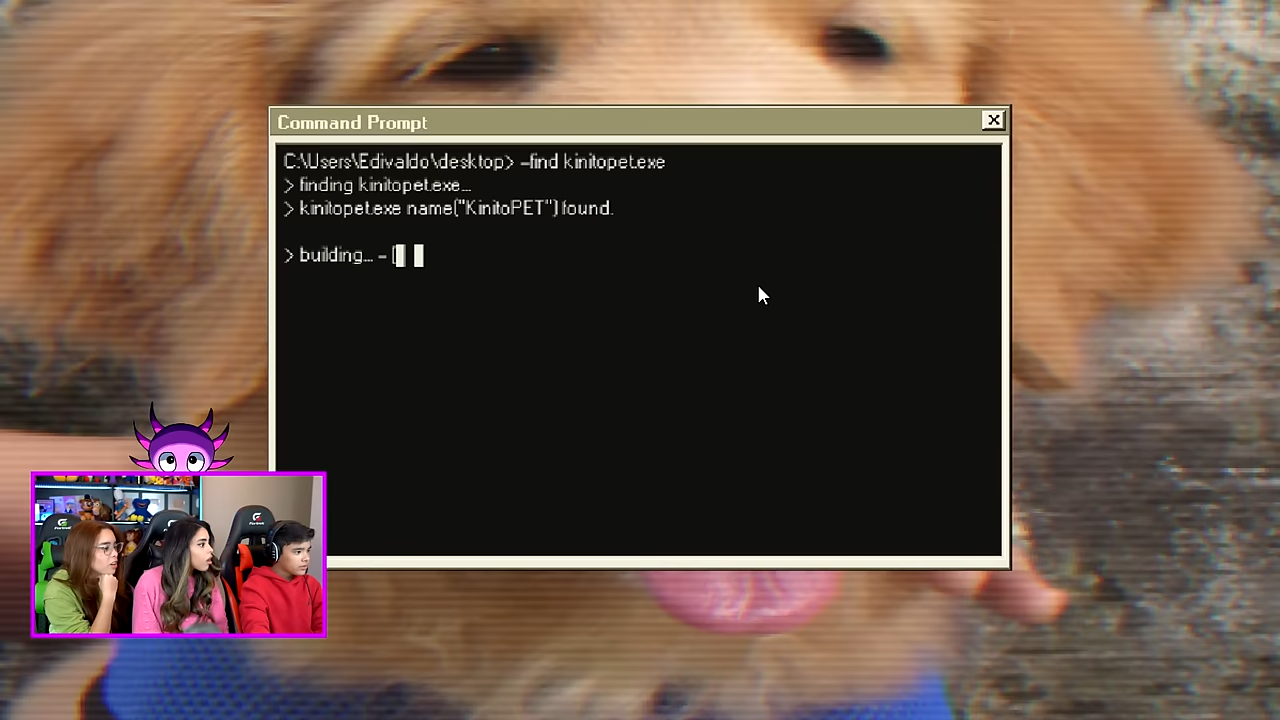 Command Prompt
C:\Users\Edivaldo\desktop> -find kinitopet.exe
> finding kinitopet.exe...
> kinitopet.exe name("KinitoPET") found.
> building... - [